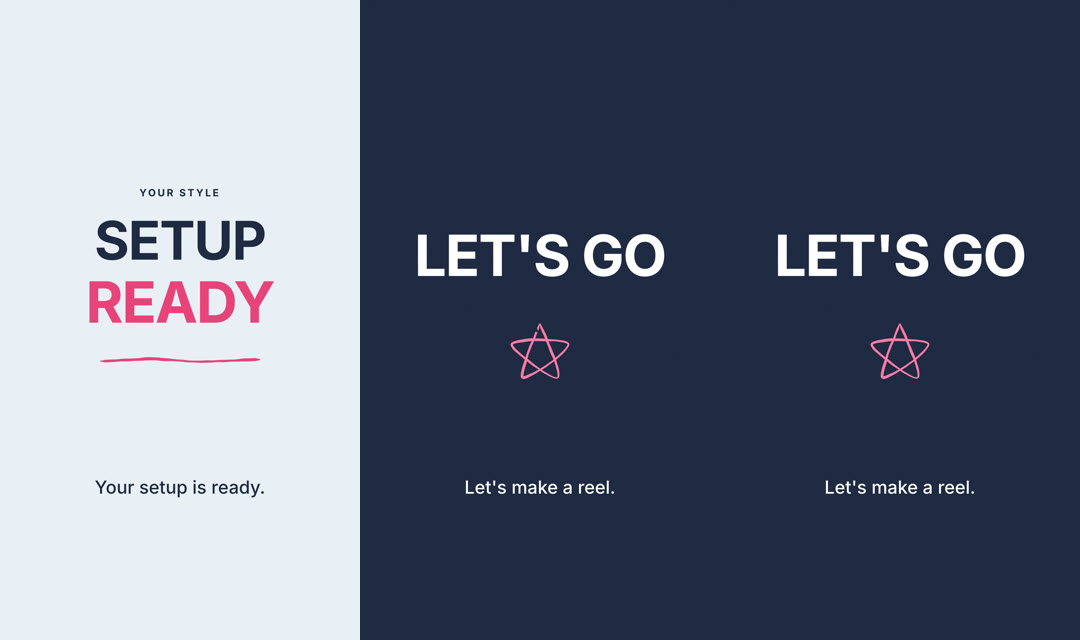 YOUR STYLE
SETUP
READY
Your setup is ready.
LET'S GO
Let's make a reel.
LET'S GO
Let's make a reel.